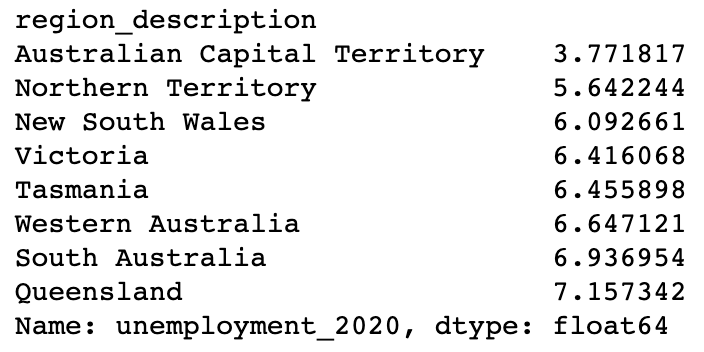 region_description
Australian Capital Territory    3.771817
Northern Territory              5.642244
New South Wales                 6.092661
Victoria                        6.416068
Tasmania                        6.455898
Western Australia               6.647121
South Australia                 6.936954
Queensland                      7.157342
Name: unemployment_2020, dtype: float64